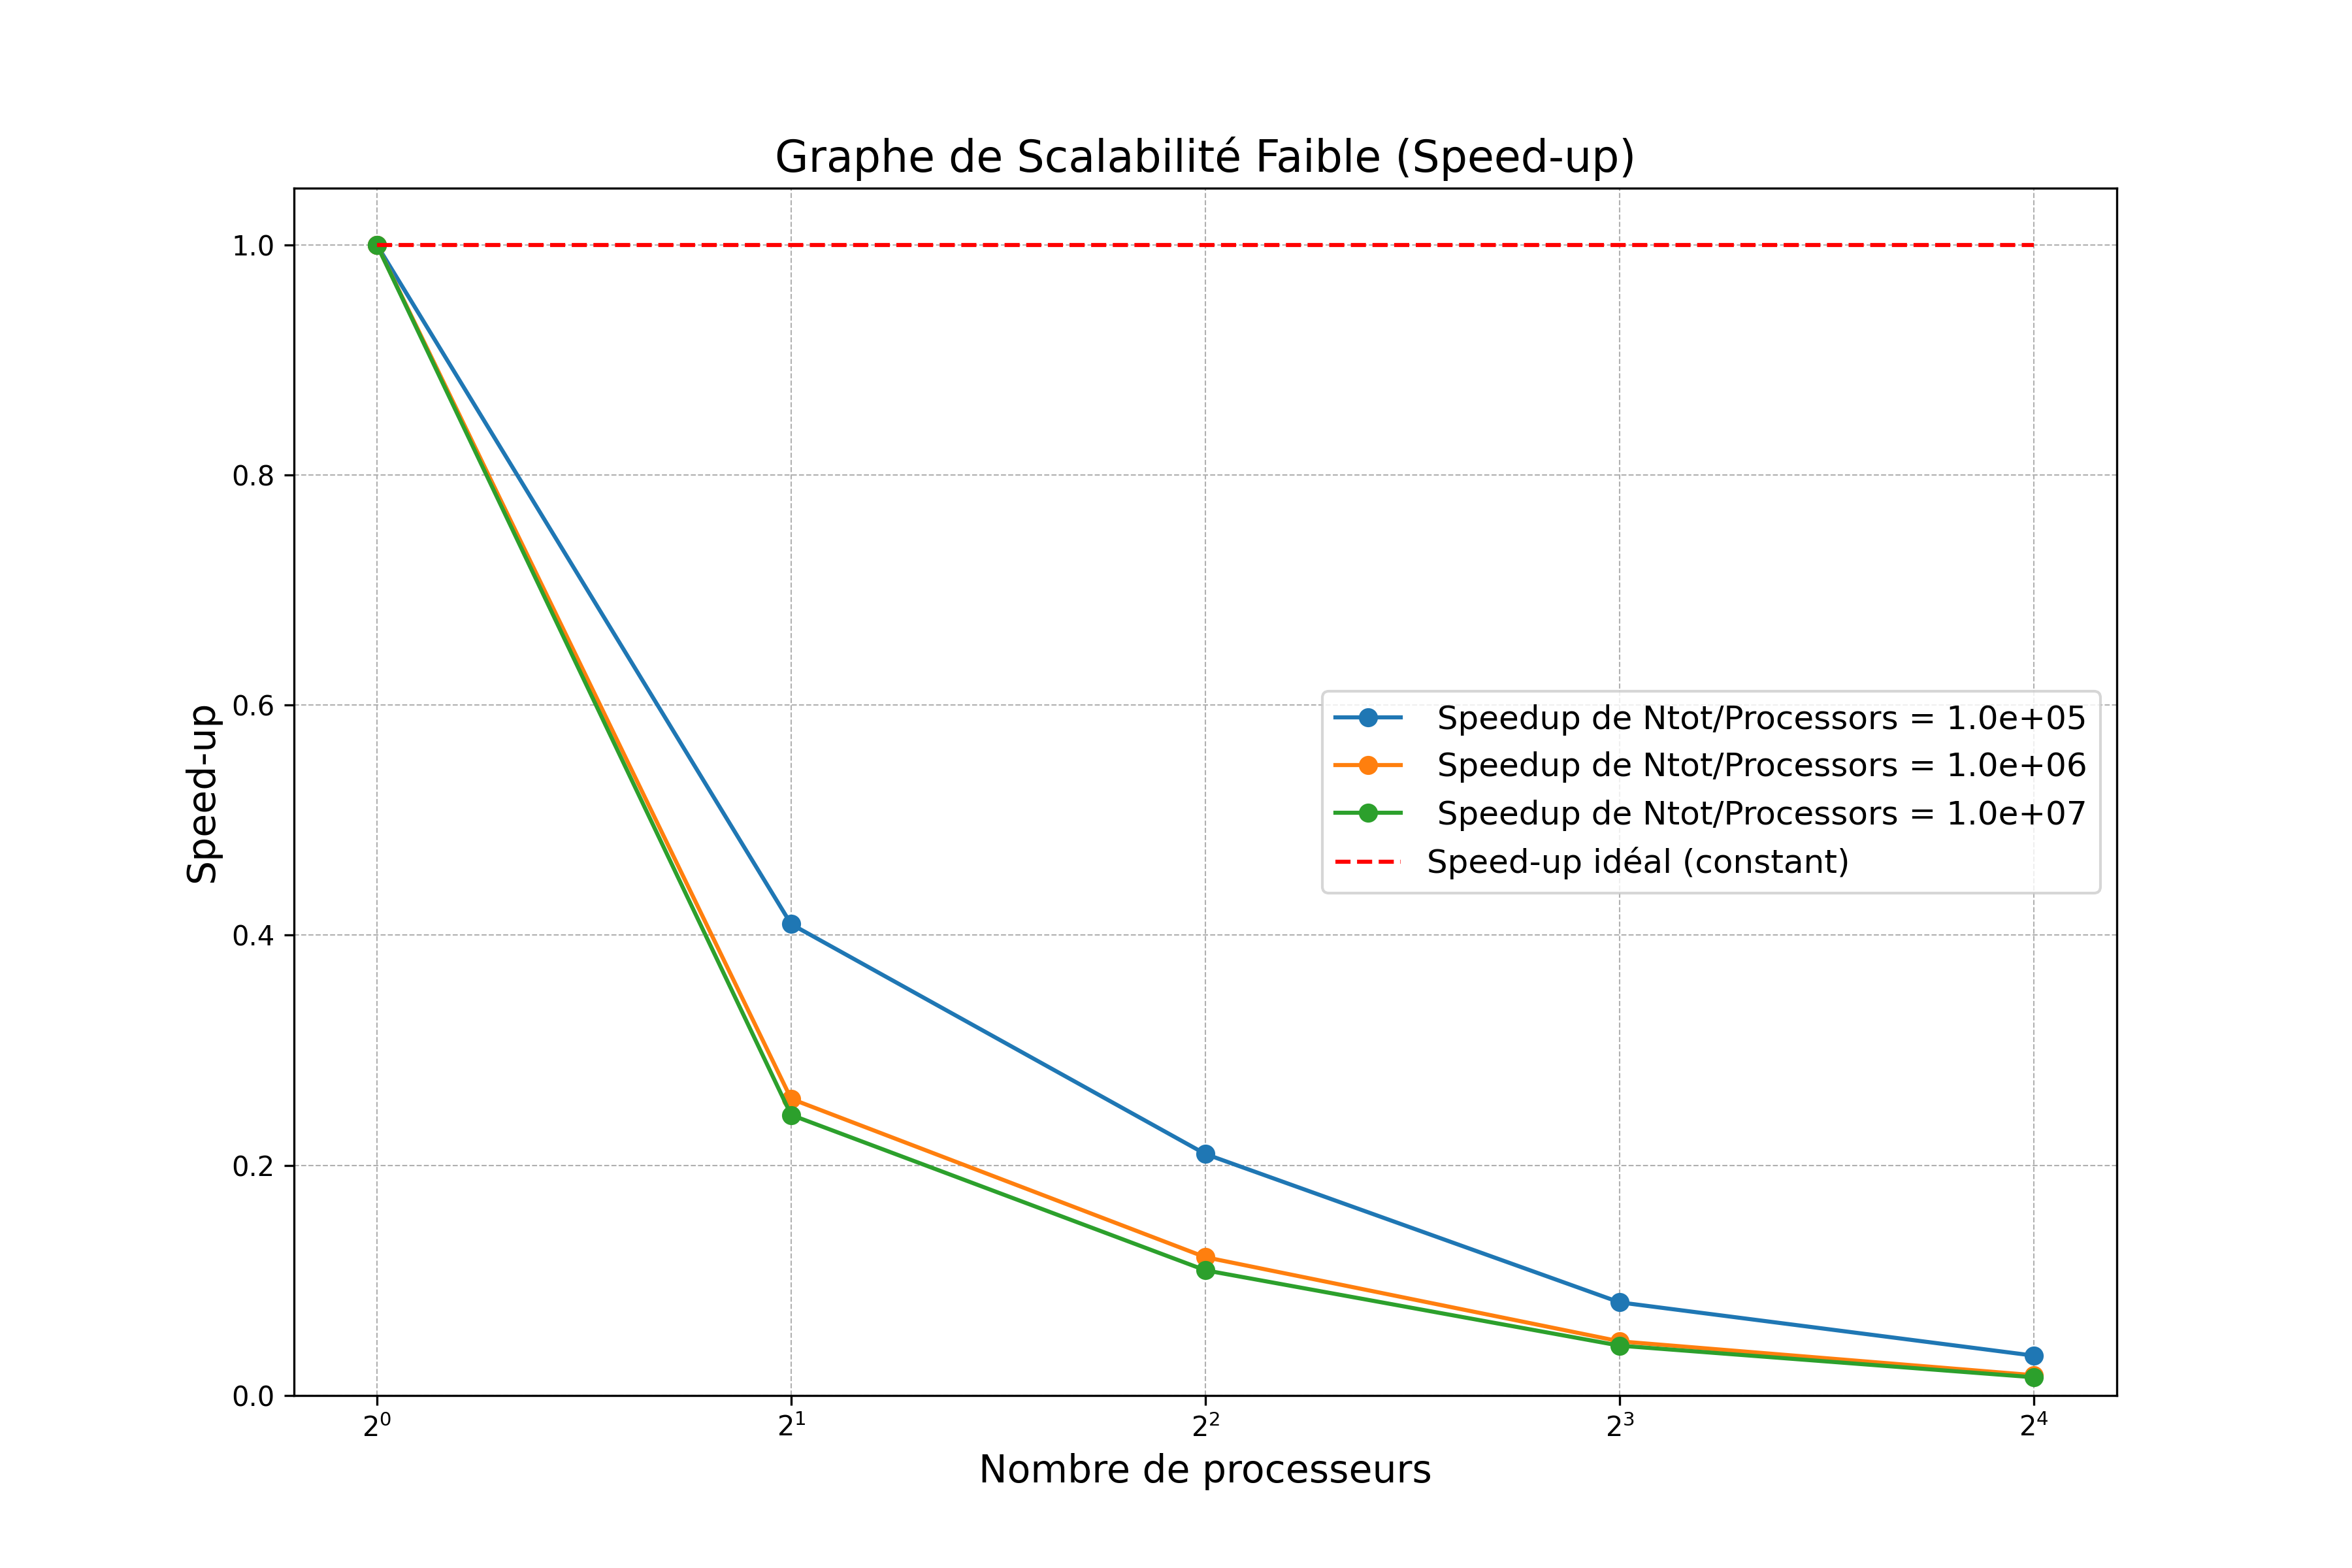 Graphe de Scalabilité Faible (Speed-up)
1.0
0.8
0.6
0.4
0.2
0.0
Speed-up
Speedup de Ntot/Processors = 1.0e+05
Speedup de Ntot/Processors = 1.0e+06
Speedup de Ntot/Processors = 1.0e+07
Speed-up idéal (constant)
2⁰ 2¹ 2² 2³ 2⁴
Nombre de processeurs